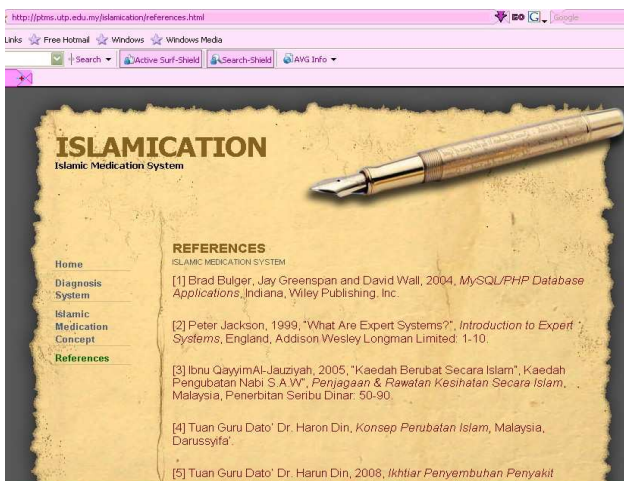 http://ptms.utp.edu.my/islamication/references.html
Google
Links Free Hotmail Windows Windows Media
Search Active Surf-Shield Search-Shield AVG Info
ISLAMICATION
Islamic Medication System
Home
Diagnosis
System
Islamic
Medication
Concept
References
REFERENCES
ISLAMIC MEDICATION SYSTEM
[1] Brad Bulger, Jay Greenspan and David Wall, 2004, MySQL/PHP Database
Applications, Indiana, Wiley Publishing. Inc.
[2] Peter Jackson, 1999, "What Are Expert Systems?", Introduction to Expert
Systems, England, Addison Wesley Longman Limited: 1-10.
[3] Ibnu QayyimAl-Jauziyah, 2005, "Kaedah Berubat Secara Islam", Kaedah
Pengubatan Nabi S.A.W", Penjagaan & Rawatan Kesihatan Secara Islam,
Malaysia, Penerbitan Seribu Dinar: 50-90.
[4] Tuan Guru Dato' Dr. Haron Din, Konsep Perubatan Islam, Malaysia,
Darussyifa'.
[5] Tuan Guru Dato' Dr. Harun Din, 2008, Ikhtiar Penyembuhan Penyakit